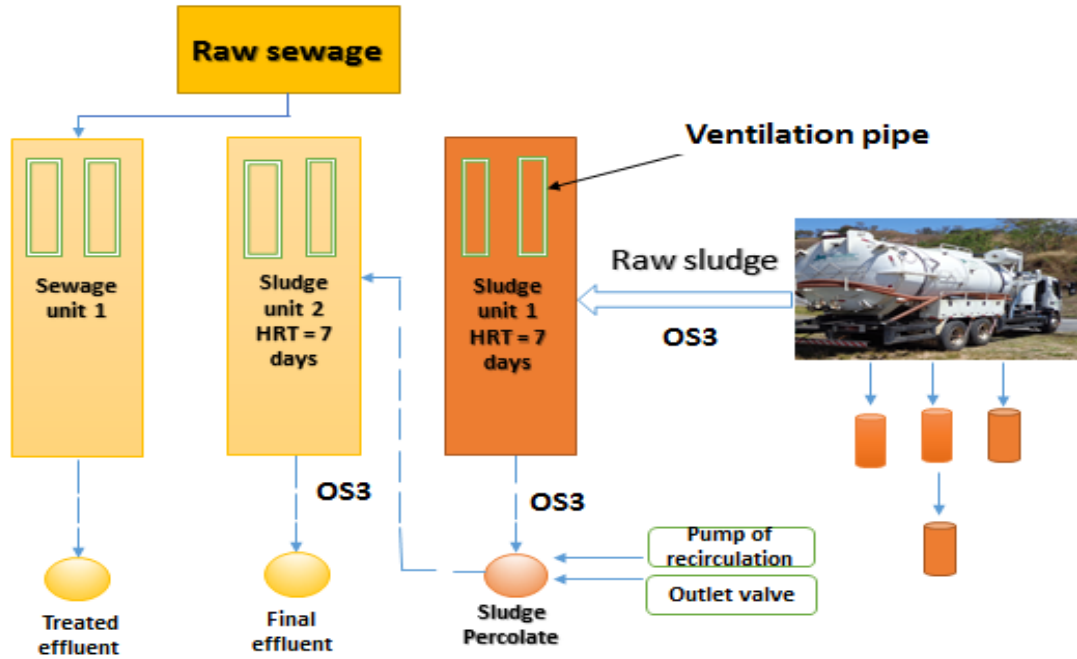 Raw sewage
Ventilation pipe
Sewage
unit 1
Sludge
unit 2
HRT = 7
days
Sludge
unit 1
HRT = 7
days
Raw sludge
OS3
OS3
OS3
Pump of
recirculation
Outlet valve
Treated
effluent
Final
effluent
Sludge
Percolate